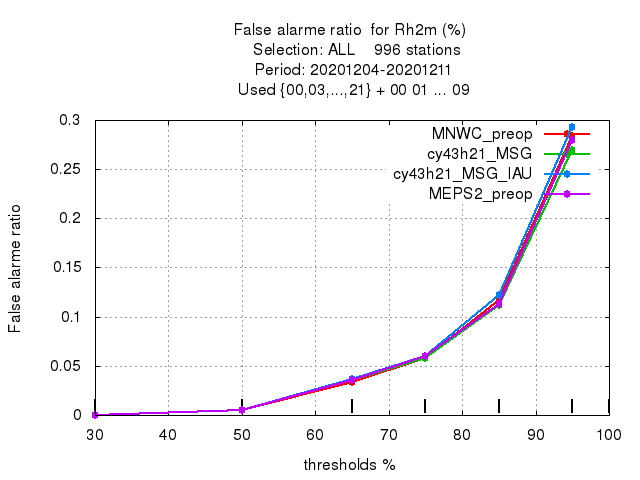 False alarme ratio  for Rh2m (%)
Selection: ALL    996 stations
Period: 20201204-20201211
Used {00,03,...,21} + 00 01 ... 09
MNWC_preop
cy43h21_MSG
cy43h21_MSG_IAU
MEPS2_preop
False alarme ratio
0.3
0.25
0.2
0.15
0.1
0.05
0
30 40 50 60 70 80 90 100
thresholds %